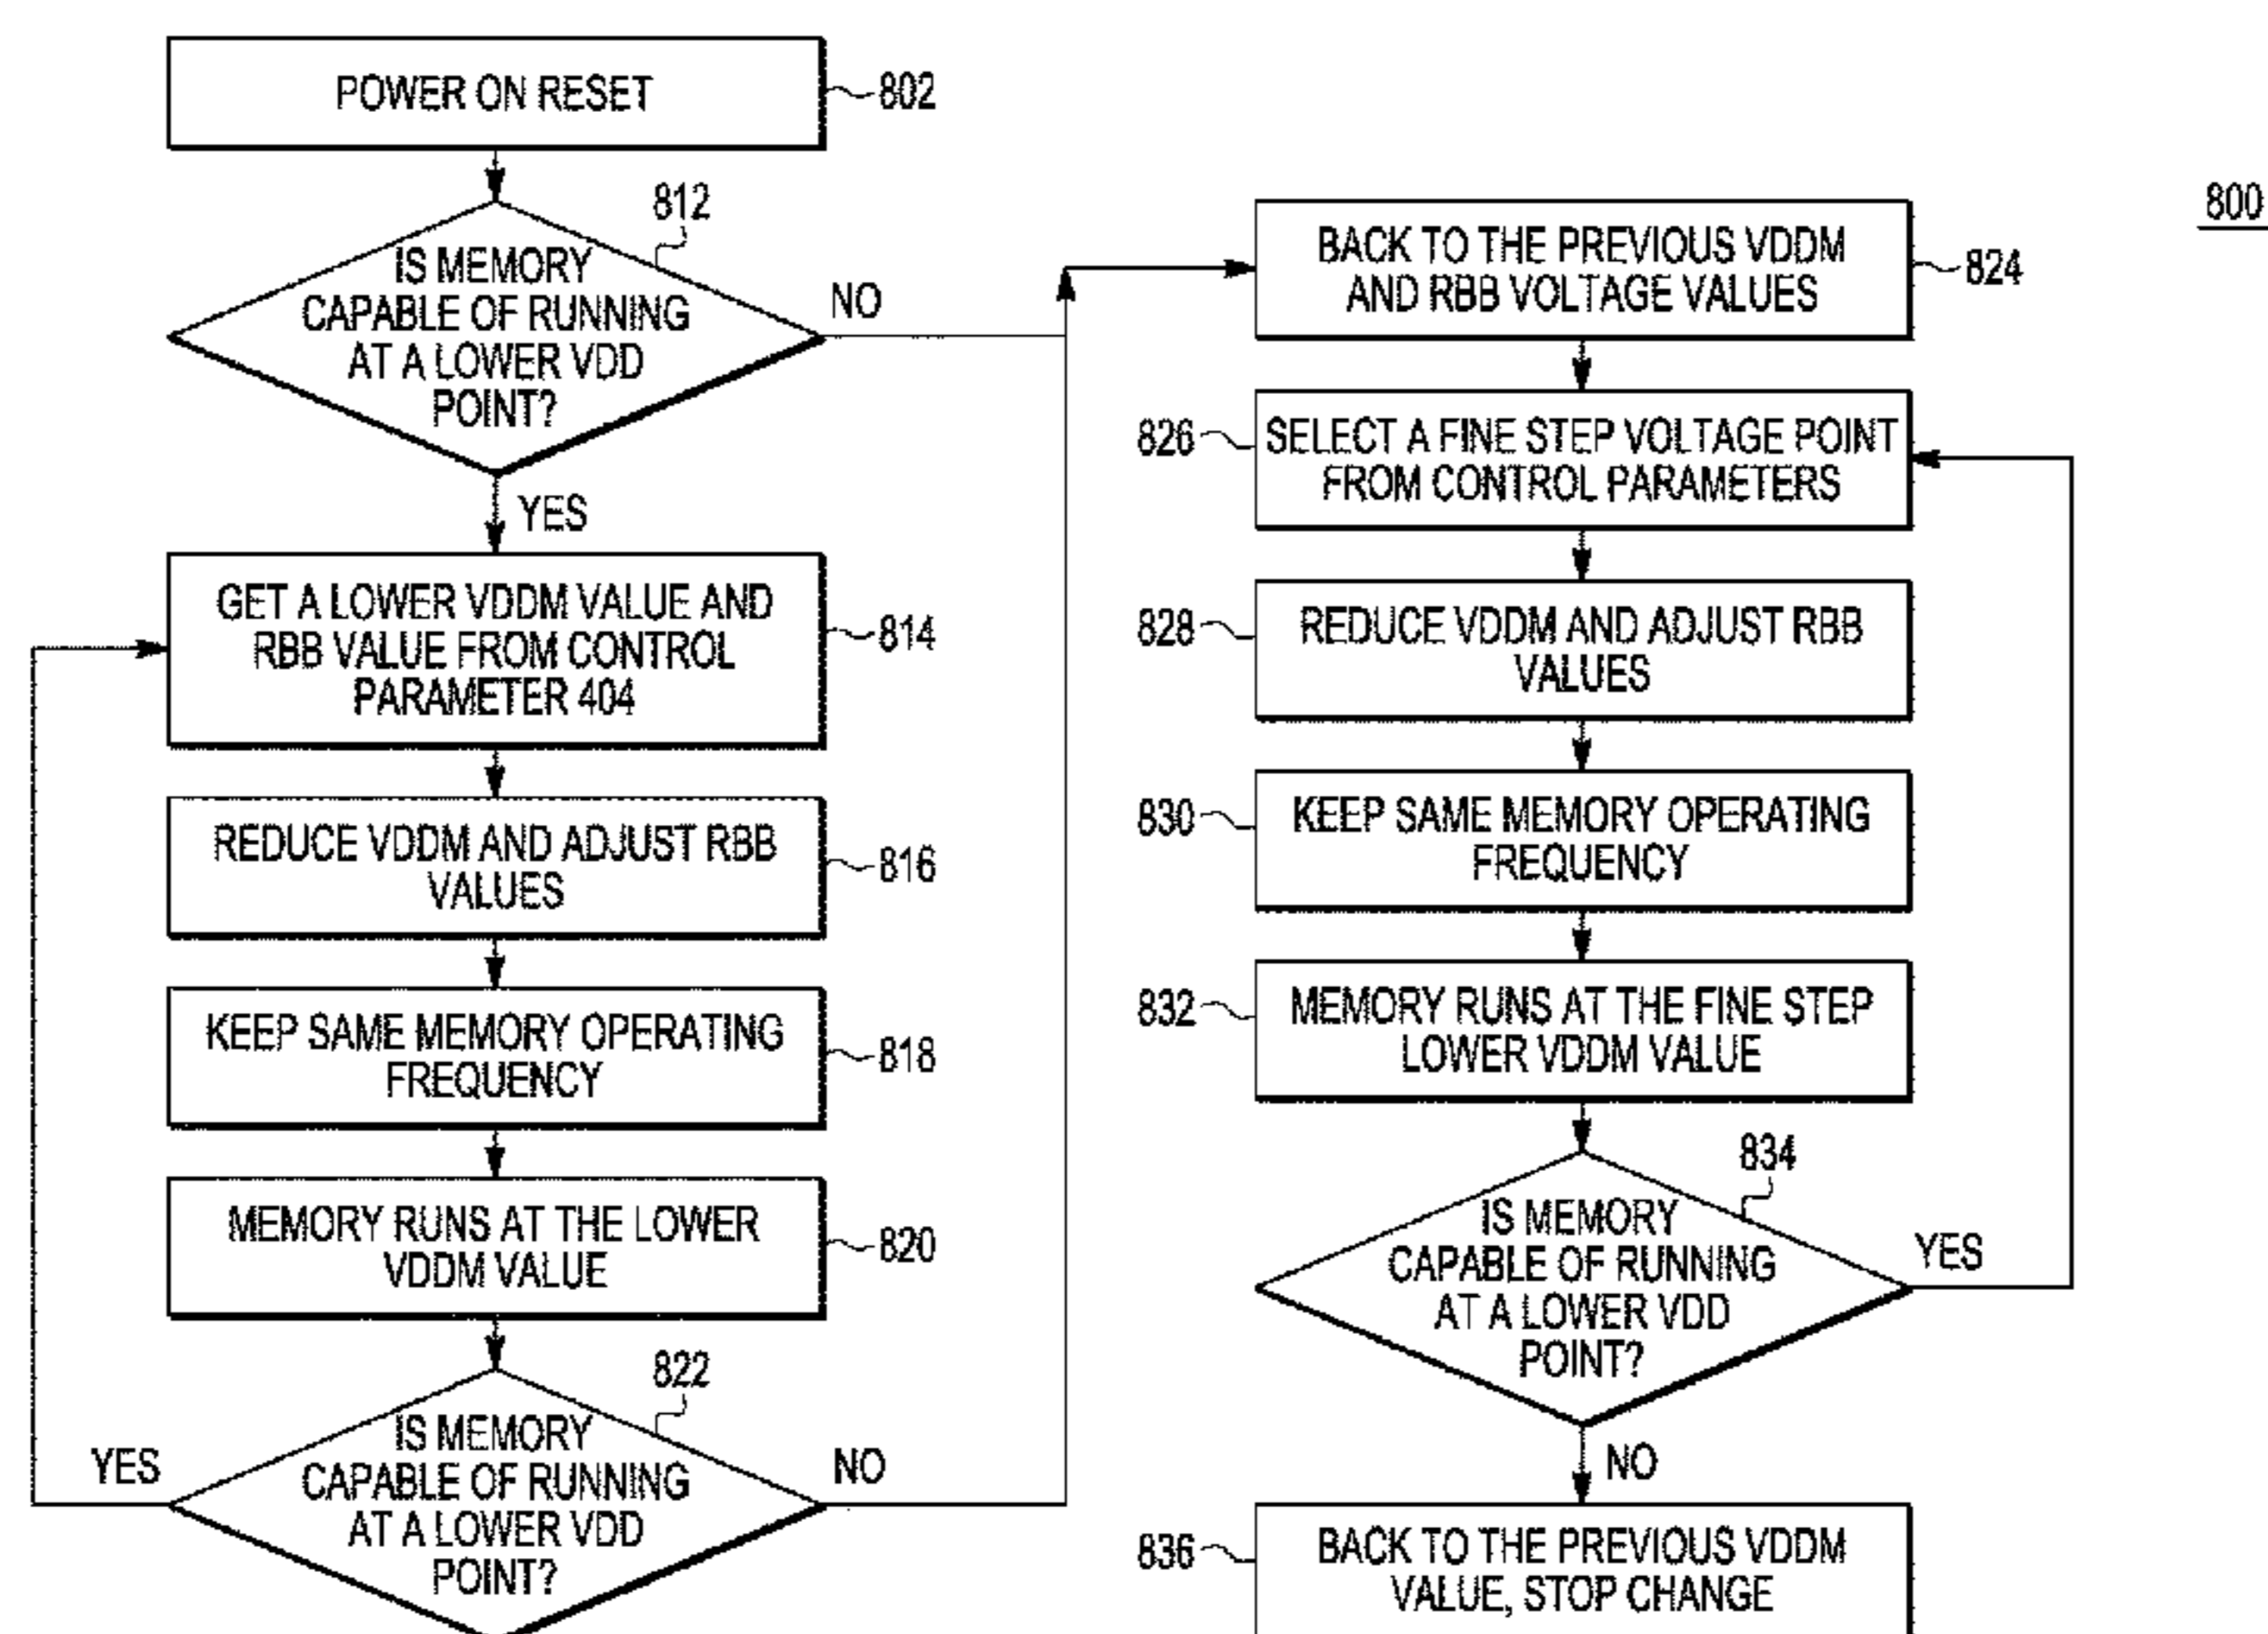 POWER ON RESET
802
812
IS MEMORY
CAPABLE OF RUNNING
AT A LOWER VDD
POINT?
NO
YES
GET A LOWER VDDM VALUE AND
RBB VALUE FROM CONTROL
PARAMETER 404
814
REDUCE VDDM AND ADJUST RBB
VALUES
816
KEEP SAME MEMORY OPERATING
FREQUENCY
818
MEMORY RUNS AT THE LOWER
VDDM VALUE
820
822
IS MEMORY
CAPABLE OF RUNNING
AT A LOWER VDD
POINT?
YES
NO
800
BACK TO THE PREVIOUS VDDM
AND RBB VOLTAGE VALUES
824
826
SELECT A FINE STEP VOLTAGE POINT
FROM CONTROL PARAMETERS
828
REDUCE VDDM AND ADJUST RBB
VALUES
830
KEEP SAME MEMORY OPERATING
FREQUENCY
832
MEMORY RUNS AT THE FINE STEP
LOWER VDDM VALUE
834
IS MEMORY
CAPABLE OF RUNNING
AT A LOWER VDD
POINT?
YES
NO
836
BACK TO THE PREVIOUS VDDM
VALUE, STOP CHANGE